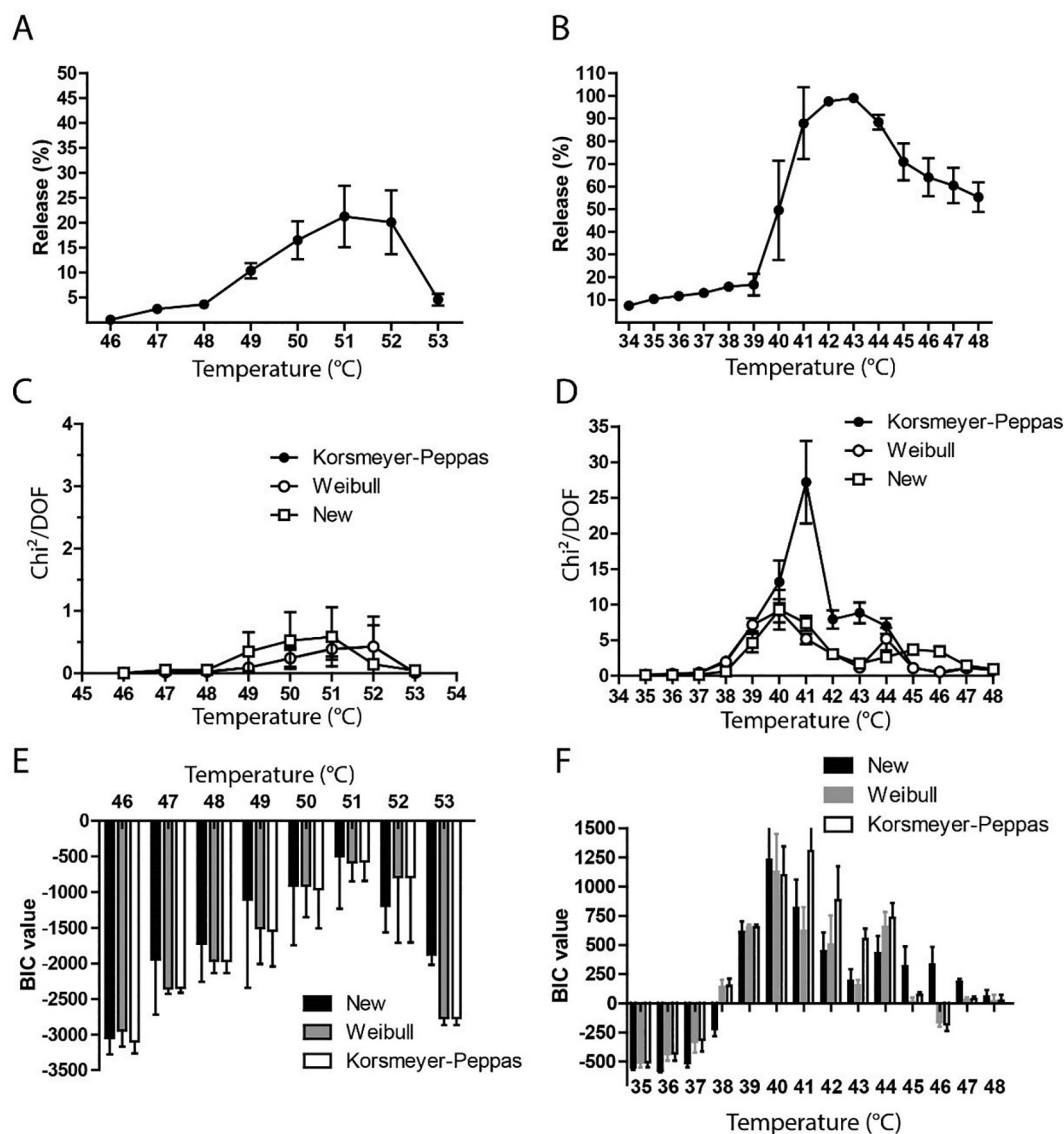 A
50
45
40
35
30
25
20
15
10
5
Release (%)
46 47 48 49 50 51 52 53
Temperature (°C)
B
110
100
90
80
70
60
50
40
30
20
10
Release (%)
34 35 36 37 38 39 40 41 42 43 44 45 46 47 48
Temperature (°C)
C
4
3
2
1
0
Chi²/DOF
Korsmeyer-Peppas
Weibull
New
45 46 47 48 49 50 51 52 53 54
Temperature (°C)
D
35
30
25
20
15
10
5
0
Chi²/DOF
Korsmeyer-Peppas
Weibull
New
34 35 36 37 38 39 40 41 42 43 44 45 46 47 48
Temperature (°C)
E
Temperature (°C)
46 47 48 49 50 51 52 53
0
-500
-1000
-1500
-2000
-2500
-3000
-3500
BIC value
New
Weibull
Korsmeyer-Peppas
F
New
Weibull
Korsmeyer-Peppas
1500
1250
1000
750
500
250
0
-250
-500
BIC value
35 36 37 38 39 40 41 42 43 44 45 46 47 48
Temperature (°C)